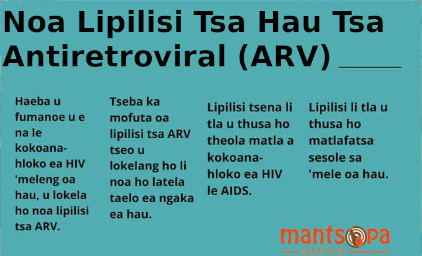 Noa Lipilisi Tsa Hau Tsa
Antiretroviral (ARV) _____
Haeba u
fumanoe u e
na le
kokoana-
hloko ea HIV
'meleng oa
hau, u lokela
ho noa lipilisi
tsa ARV.
Tseba ka
mofuta oa
lipilisi tsa ARV
tseo u
lokelang ho li
noa ho latela
taelo ea ngaka
ea hau.
Lipilisi tsena li
tla u thusa ho
theola matla a
kokoana-
hloko ea HIV
le AIDS.
Lipilisi li tla u
thusa ho
matlafatsa
sesole sa
'mele oa hau.
mantsopa